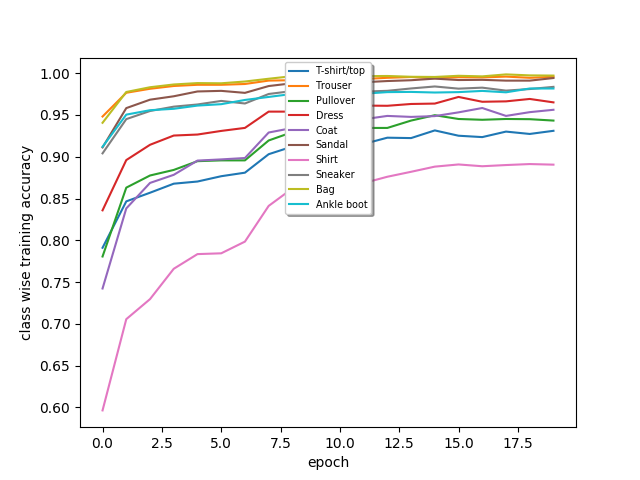 1.00
0.95
0.90
0.85
0.80
0.75
0.70
0.65
0.60
class wise training accuracy
T-shirt/top
Trouser
Pullover
Dress
Coat
Sandal
Shirt
Sneaker
Bag
Ankle boot
0.0 2.5 5.0 7.5 10.0 12.5 15.0 17.5
epoch